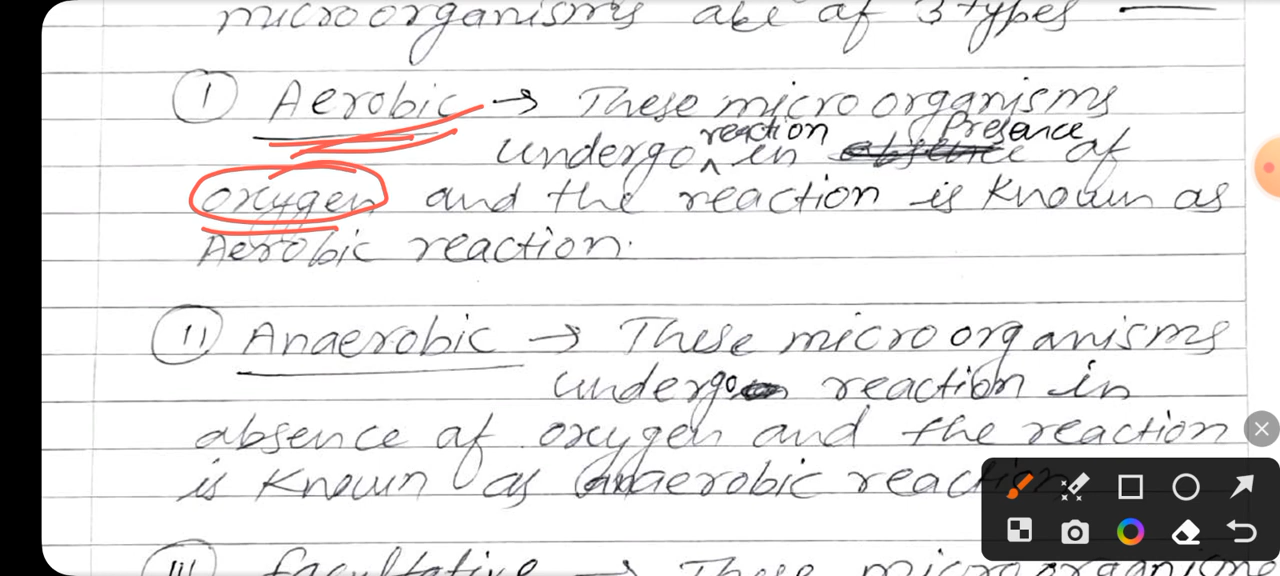 microorganisms are of 3 types —
(I) Aerobic → These microorganisms
undergo reaction in Presence of
oxygen and the reaction is Known as
Aerobic reaction.
(II) Anaerobic → These microorganisms
undergo reaction in
absence of oxygen and the reaction
is Known as anaerobic reaction
(III) facultative → These microorganisms